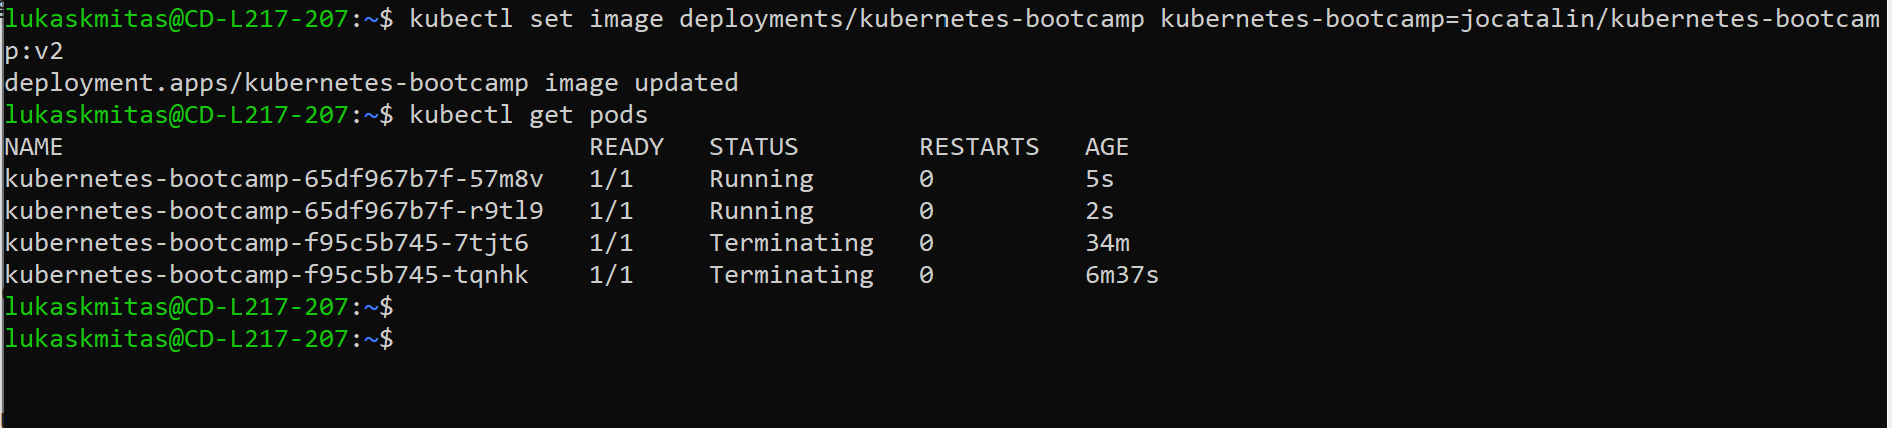 lukaskmitas@CD-L217-207:~$ kubectl set image deployments/kubernetes-bootcamp kubernetes-bootcamp=jocatalin/kubernetes-bootcam
p:v2
deployment.apps/kubernetes-bootcamp image updated
lukaskmitas@CD-L217-207:~$ kubectl get pods
NAME                                   READY   STATUS        RESTARTS   AGE
kubernetes-bootcamp-65df967b7f-57m8v   1/1     Running       0          5s
kubernetes-bootcamp-65df967b7f-r9tl9   1/1     Running       0          2s
kubernetes-bootcamp-f95c5b745-7tjt6    1/1     Terminating   0          34m
kubernetes-bootcamp-f95c5b745-tqnhk    1/1     Terminating   0          6m37s
lukaskmitas@CD-L217-207:~$
lukaskmitas@CD-L217-207:~$